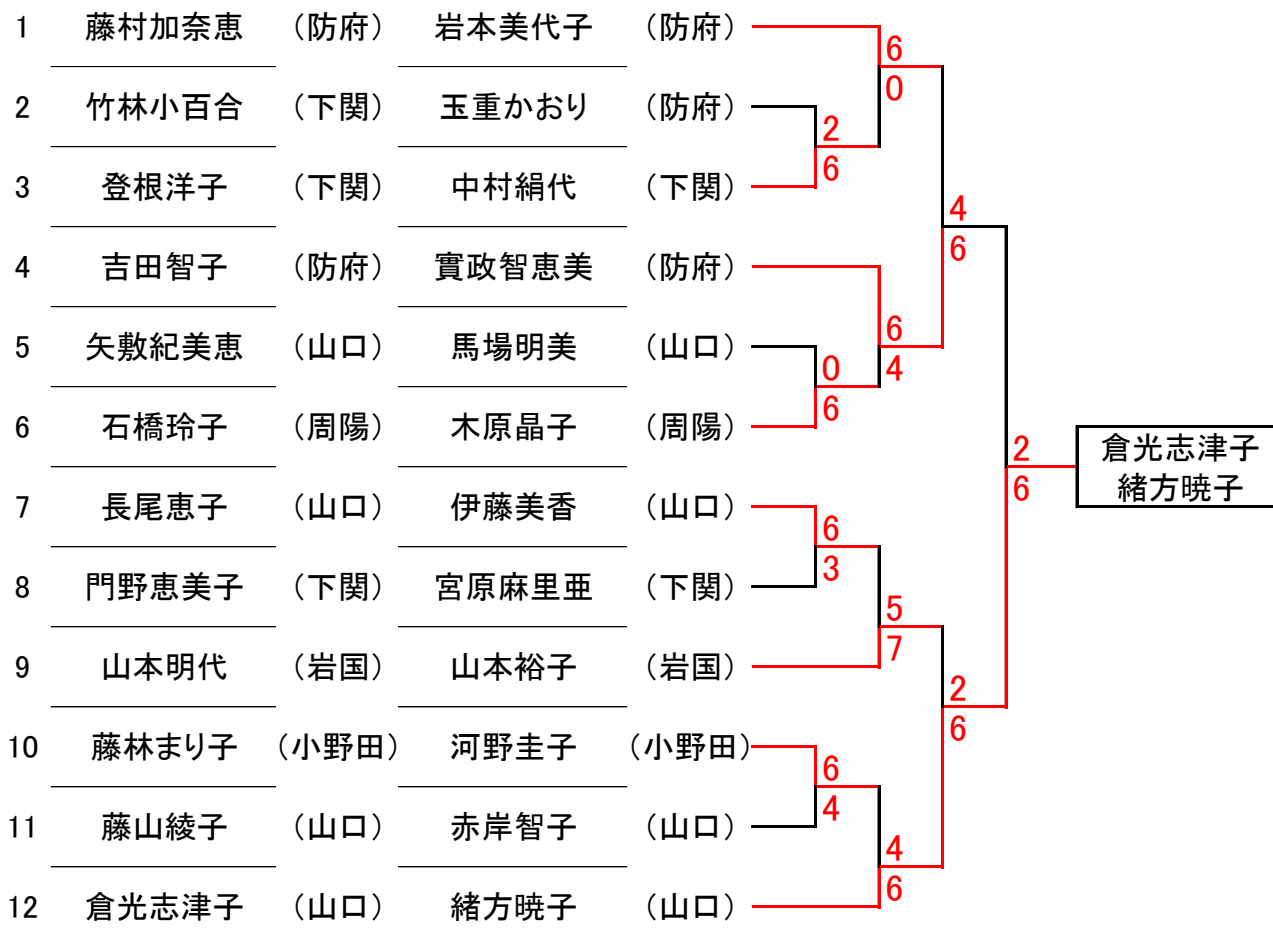 1 藤村加奈恵 （防府） 岩本美代子 （防府）
6
0
2 竹林小百合 （下関） 玉重かおり （防府）
2
6
3 登根洋子 （下関） 中村絹代 （下関）
4
6
4 吉田智子 （防府） 實政智恵美 （防府）
6
4
5 矢敷紀美恵 （山口） 馬場明美 （山口）
0
6
6 石橋玲子 （周陽） 木原晶子 （周陽）
2
6
倉光志津子
緒方暁子
7 長尾恵子 （山口） 伊藤美香 （山口）
6
3
8 門野恵美子 （下関） 宮原麻里亜 （下関）
5
7
9 山本明代 （岩国） 山本裕子 （岩国）
2
6
10 藤林まり子 （小野田） 河野圭子 （小野田）
6
4
11 藤山綾子 （山口） 赤岸智子 （山口）
4
6
12 倉光志津子 （山口） 緒方暁子 （山口）